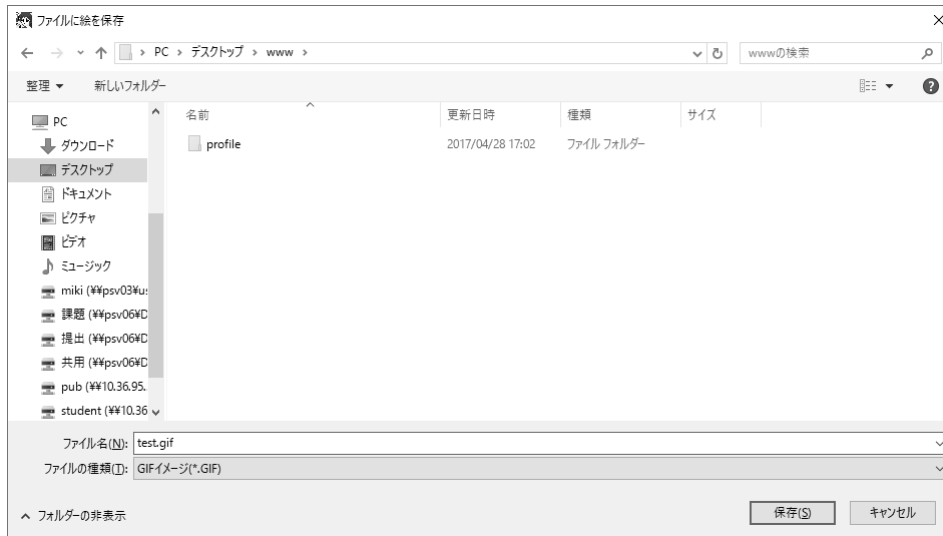 ファイルに絵を保存
PC › デスクトップ › www ›
wwwの検索
整理
新しいフォルダー
名前 更新日時 種類 サイズ
profile 2017/04/28 17:02 ファイル フォルダー
PC
ダウンロード
デスクトップ
ドキュメント
ピクチャ
ビデオ
ミュージック
miki (¥¥psv03¥u:
課題 (¥¥psv06¥D
提出 (¥¥psv06¥D
共用 (¥¥psv06¥D
pub (¥¥10.36.95.
student (¥¥10.36
ファイル名(N): test.gif
ファイルの種類(T): GIFイメージ(*.GIF)
フォルダーの非表示
保存(S)
キャンセル